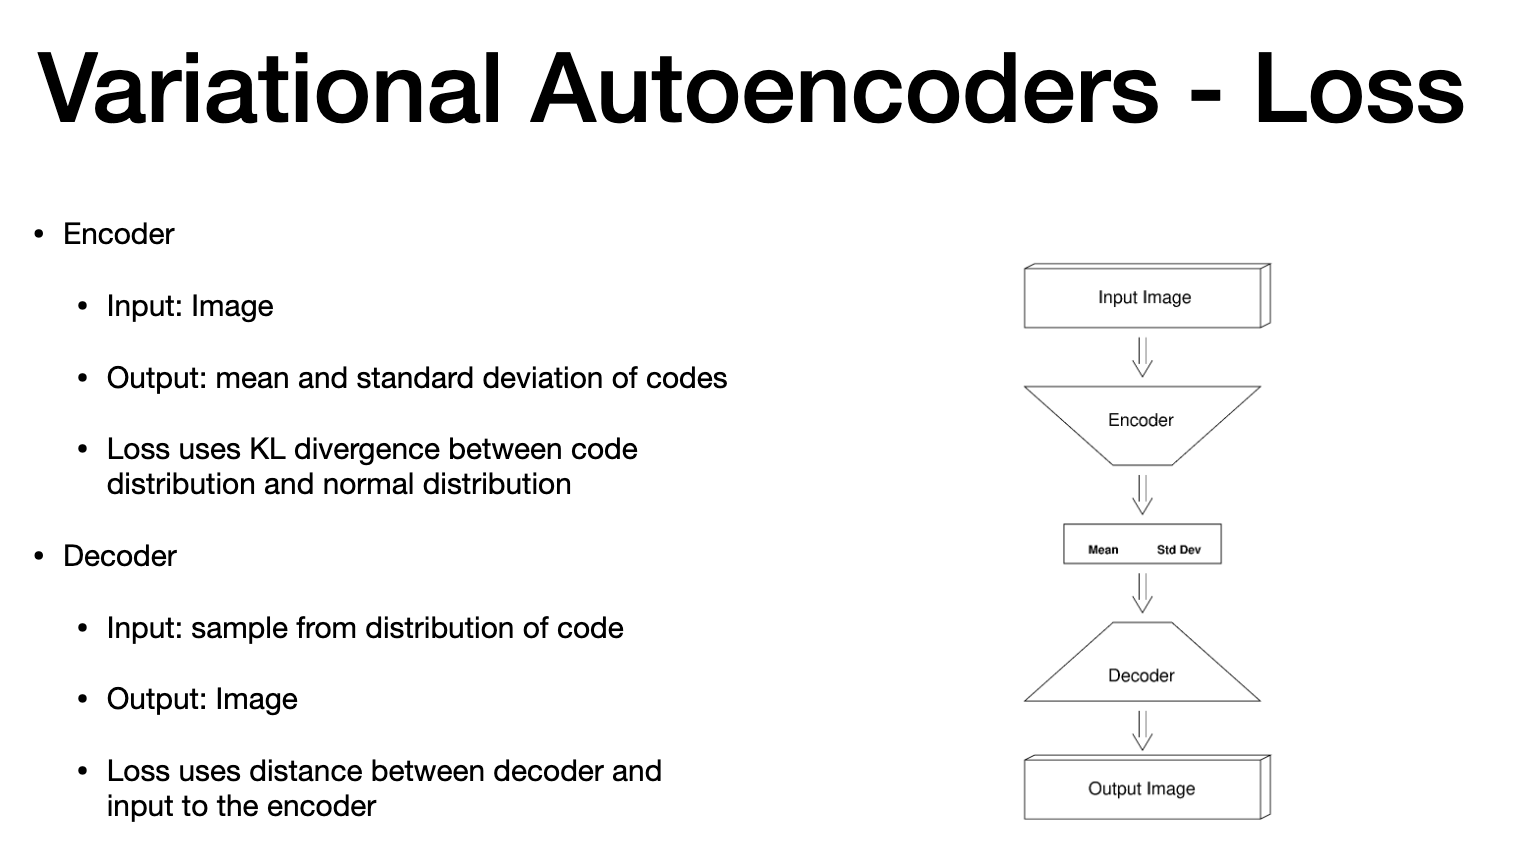 Variational Autoencoders - Loss
• Encoder
• Input: Image
• Output: mean and standard deviation of codes
• Loss uses KL divergence between code
distribution and normal distribution
• Decoder
• Input: sample from distribution of code
• Output: Image
• Loss uses distance between decoder and
input to the encoder
Input Image
Encoder
Mean Std Dev
Decoder
Output Image